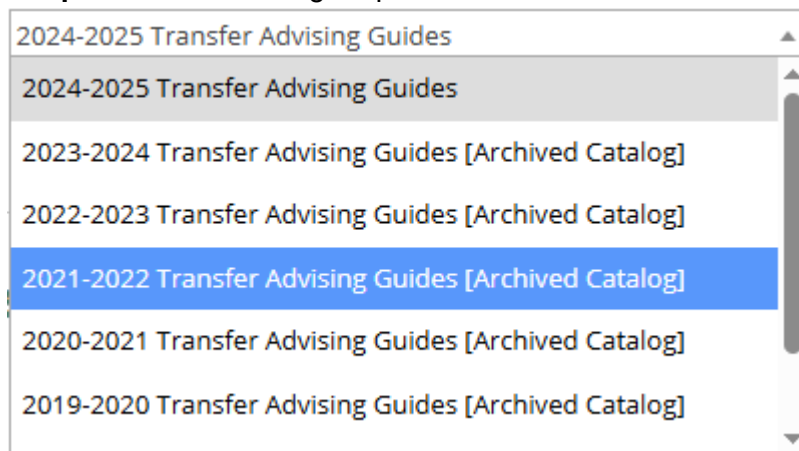 2024-2025 Transfer Advising Guides
2024-2025 Transfer Advising Guides
2023-2024 Transfer Advising Guides [Archived Catalog]
2022-2023 Transfer Advising Guides [Archived Catalog]
2021-2022 Transfer Advising Guides [Archived Catalog]
2020-2021 Transfer Advising Guides [Archived Catalog]
2019-2020 Transfer Advising Guides [Archived Catalog]